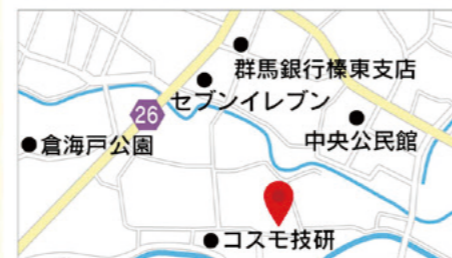 群馬銀行榛東支店
セブンイレブン
26
中央公民館
倉海戸公園
コスモ技研